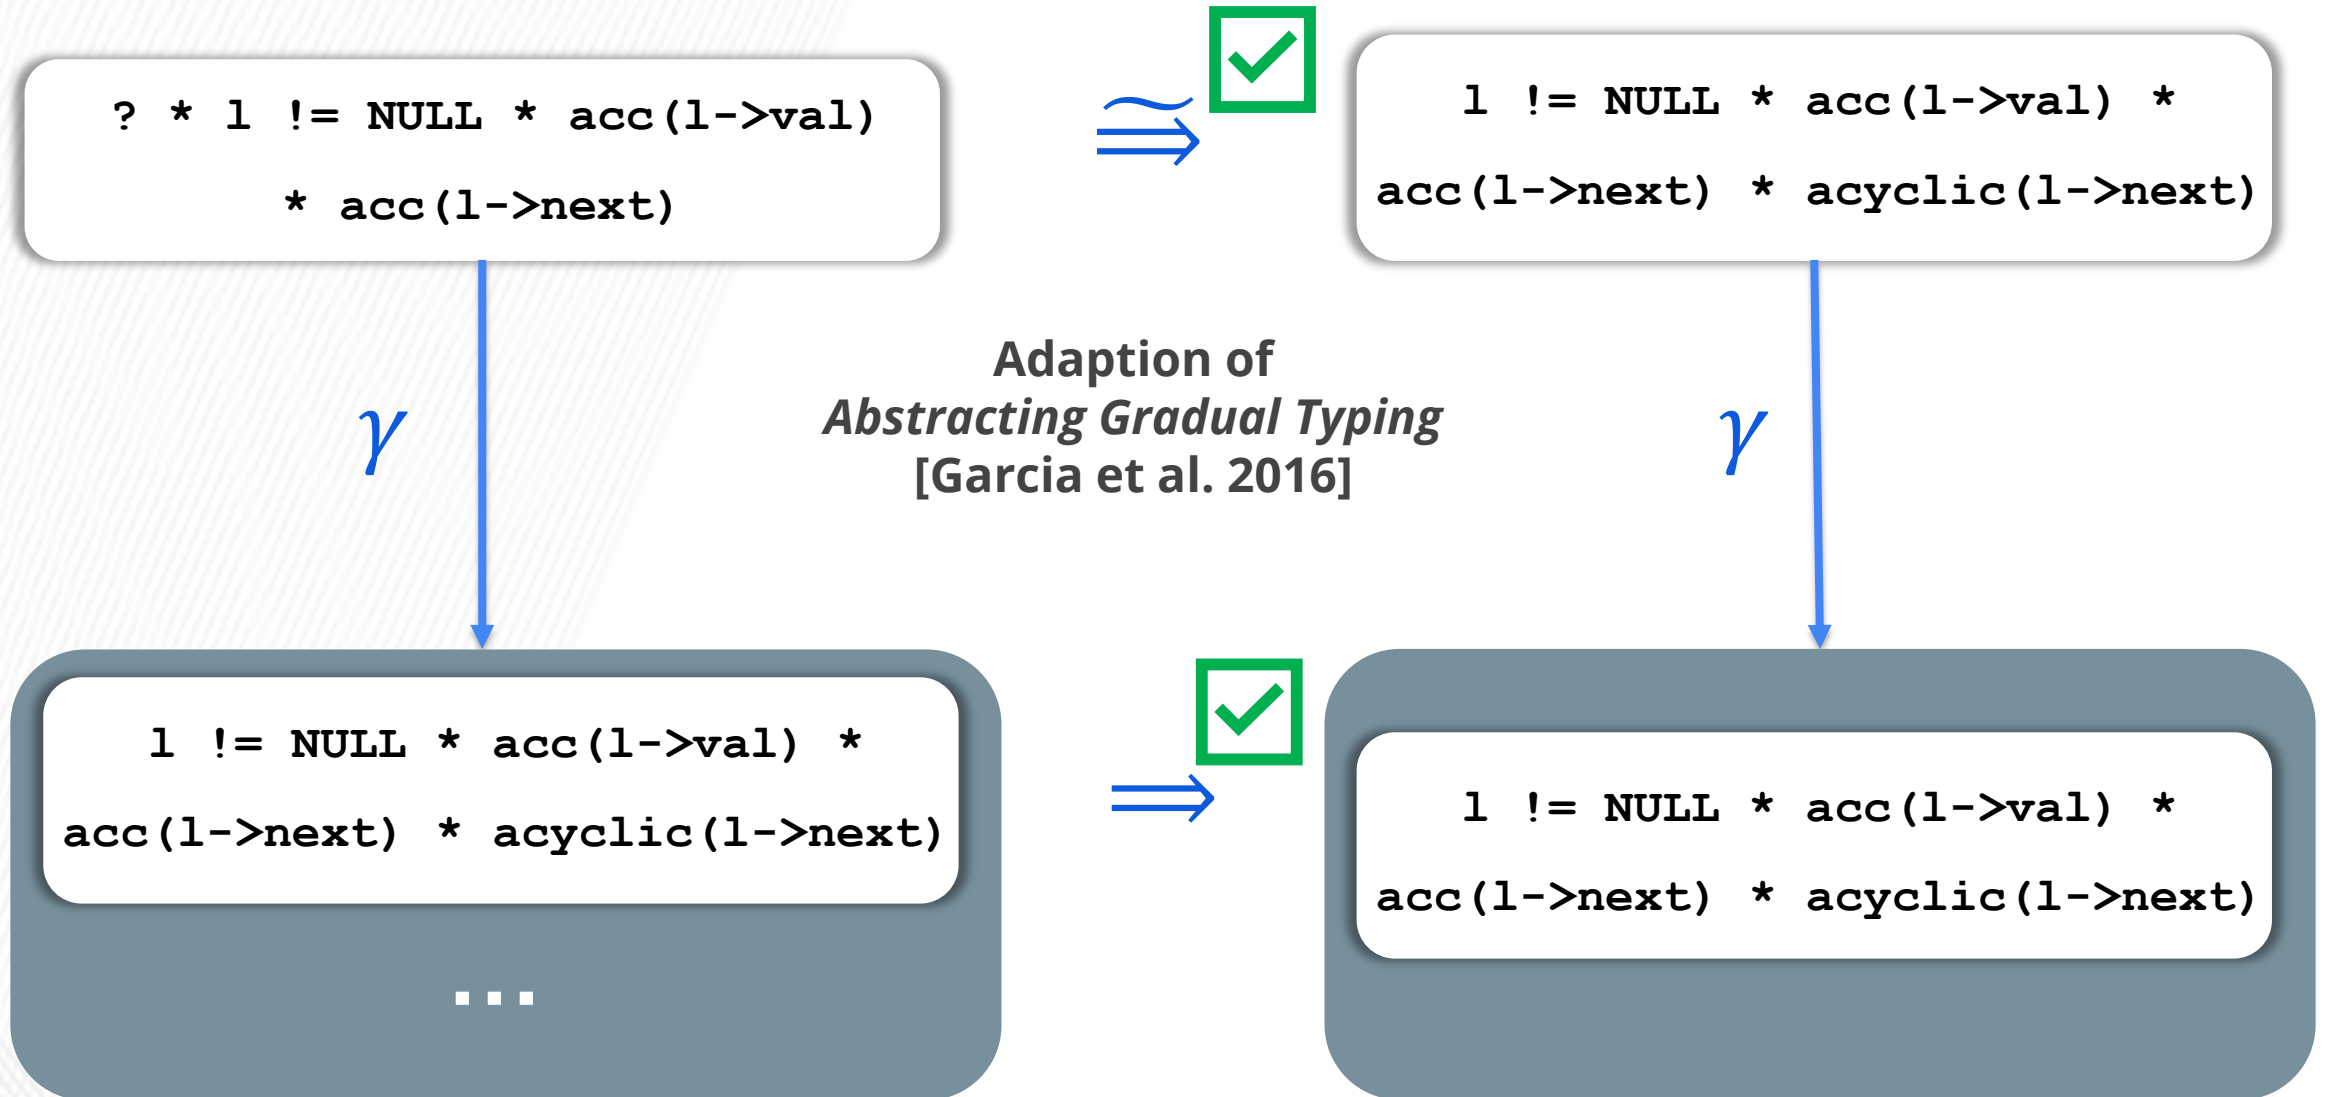 ? * l != NULL * acc(l->val)
* acc(l->next)
≈⇒
l != NULL * acc(l->val) *
acc(l->next) * acyclic(l->next)
γ
Adaption of
Abstracting Gradual Typing
[Garcia et al. 2016]
γ
l != NULL * acc(l->val) *
acc(l->next) * acyclic(l->next)
...
⇒
l != NULL * acc(l->val) *
acc(l->next) * acyclic(l->next)